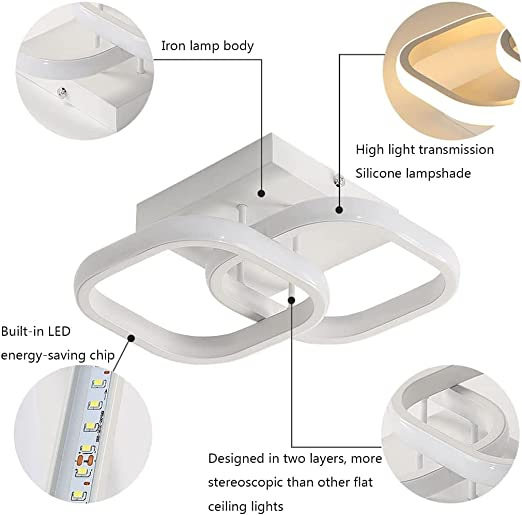 Iron lamp body
High light transmission
Silicone lampshade
Built-in LED
energy-saving chip
Designed in two layers, more
stereoscopic than other flat
ceiling lights